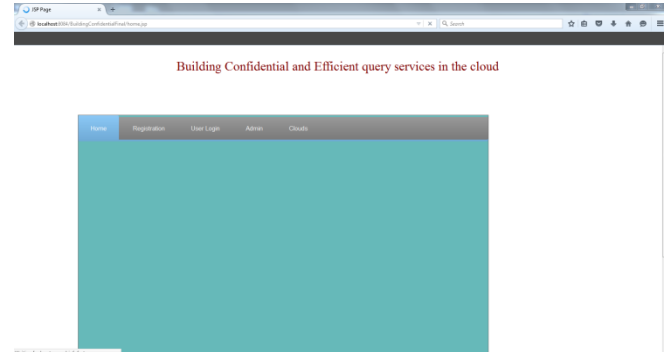 JSP Page
localhost:8084/BuildingConfidentialFinal/home.jsp
Search
Building Confidential and Efficient query services in the cloud
Home Registration User Login Admin Clouds